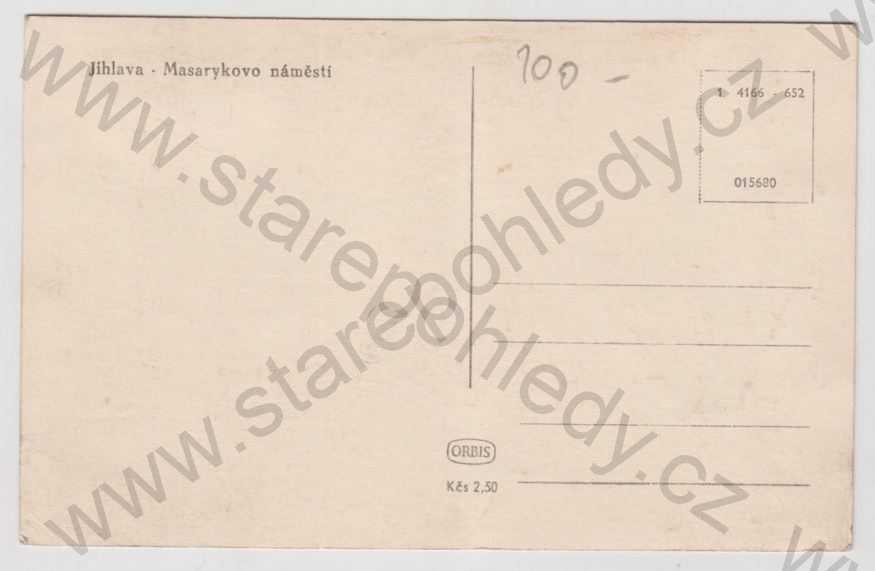 Jihlava - Masarykovo náměstí
100 -
1 4166 - 652
015680
ORBIS
Kčs 2,50
www.starepohledy.cz
www.starepohledy.cz